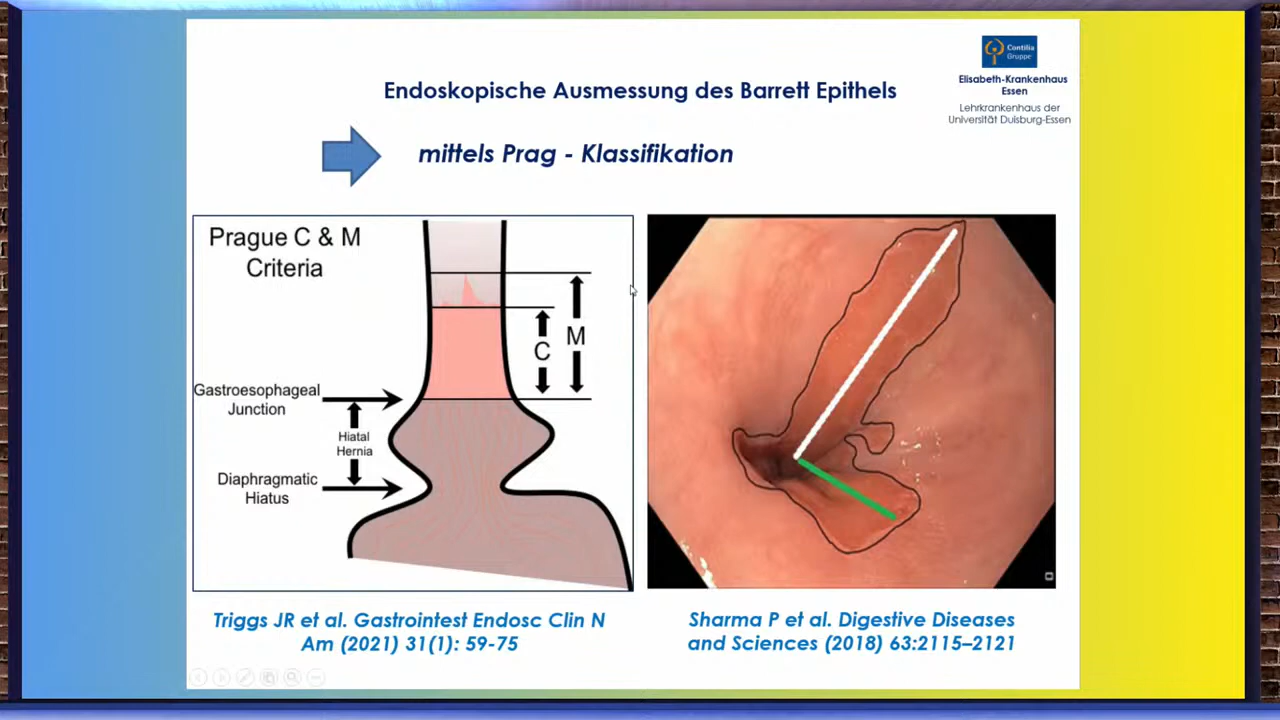 Contilia
Gruppe
Elisabeth-Krankenhaus
Essen
Lehrkrankenhaus der
Universität Duisburg-Essen
Endoskopische Ausmessung des Barrett Epithels
mittels Prag - Klassifikation
Prague C & M
Criteria
C
M
Gastroesophageal
Junction
Hiatal
Hernia
Diaphragmatic
Hiatus
Triggs JR et al. Gastrointest Endosc Clin N
Am (2021) 31(1): 59-75
Sharma P et al. Digestive Diseases
and Sciences (2018) 63:2115–2121